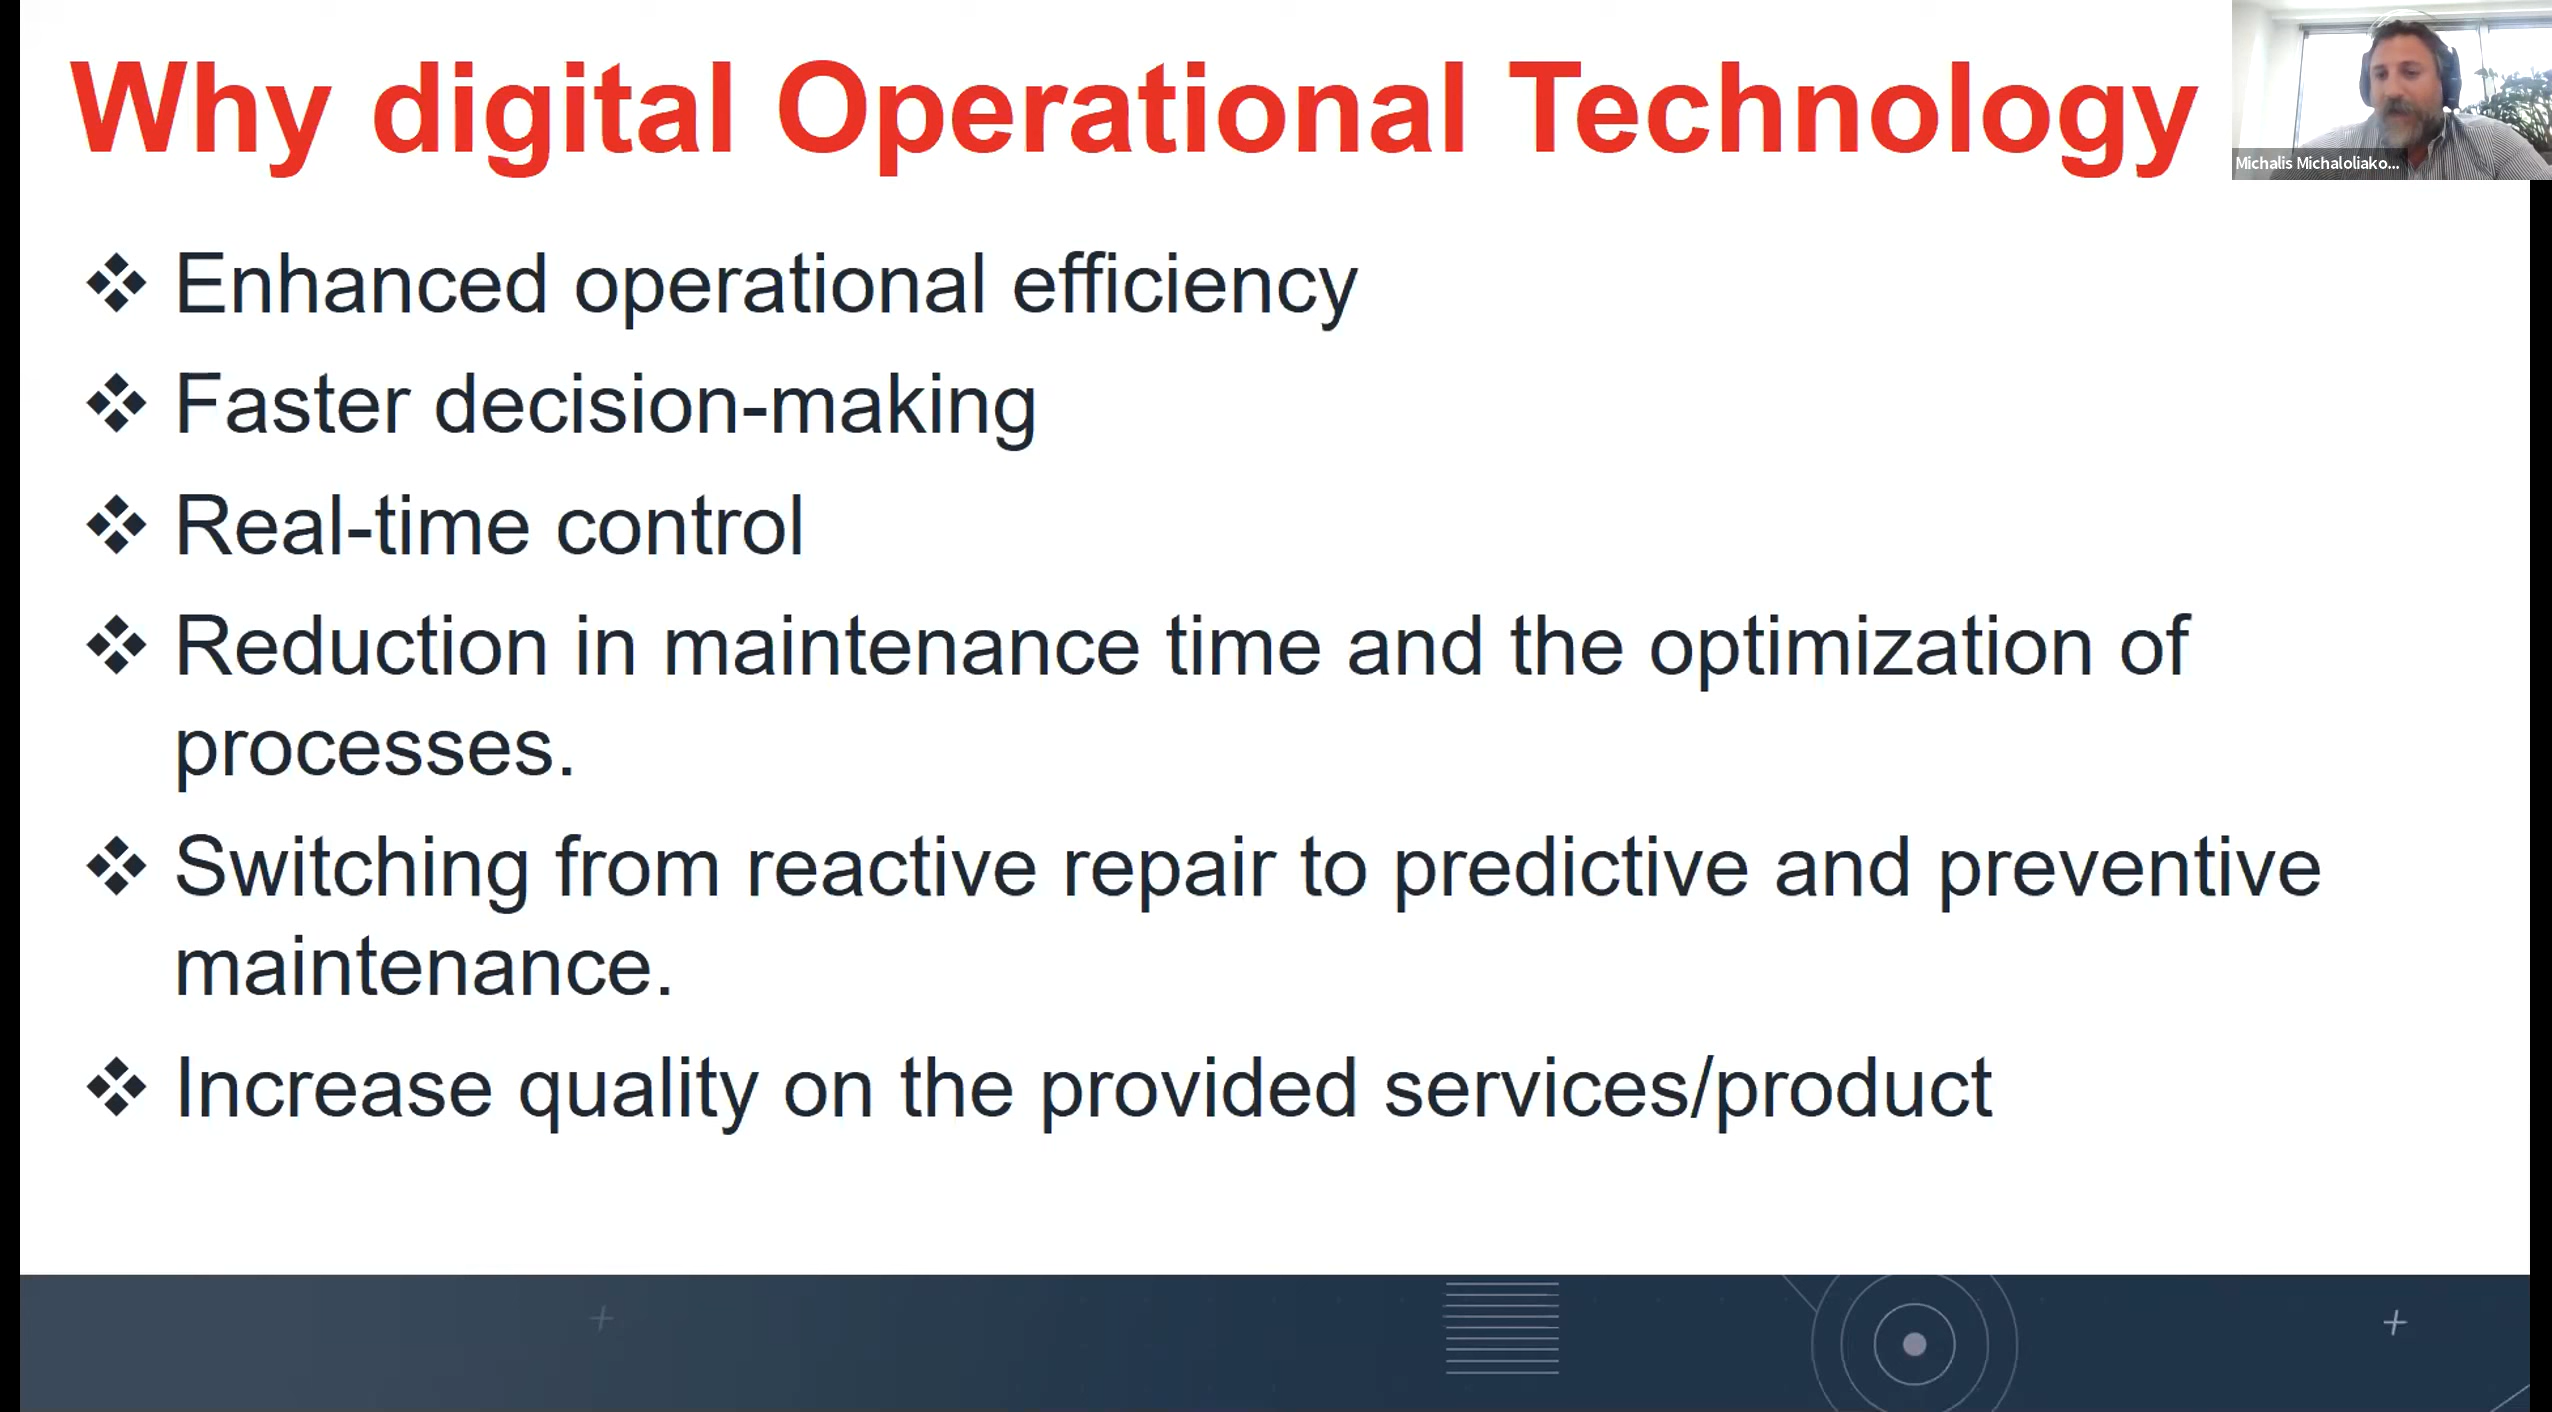 Why digital Operational Technology
Michalis Michaloliako...
❖ Enhanced operational efficiency
❖ Faster decision-making
❖ Real-time control
❖ Reduction in maintenance time and the optimization of
processes.
❖ Switching from reactive repair to predictive and preventive
maintenance.
❖ Increase quality on the provided services/product